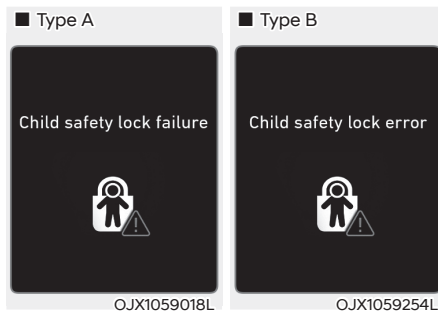 ■ Type A
Child safety lock failure
OJX1059018L
■ Type B
Child safety lock error
OJX1059254L